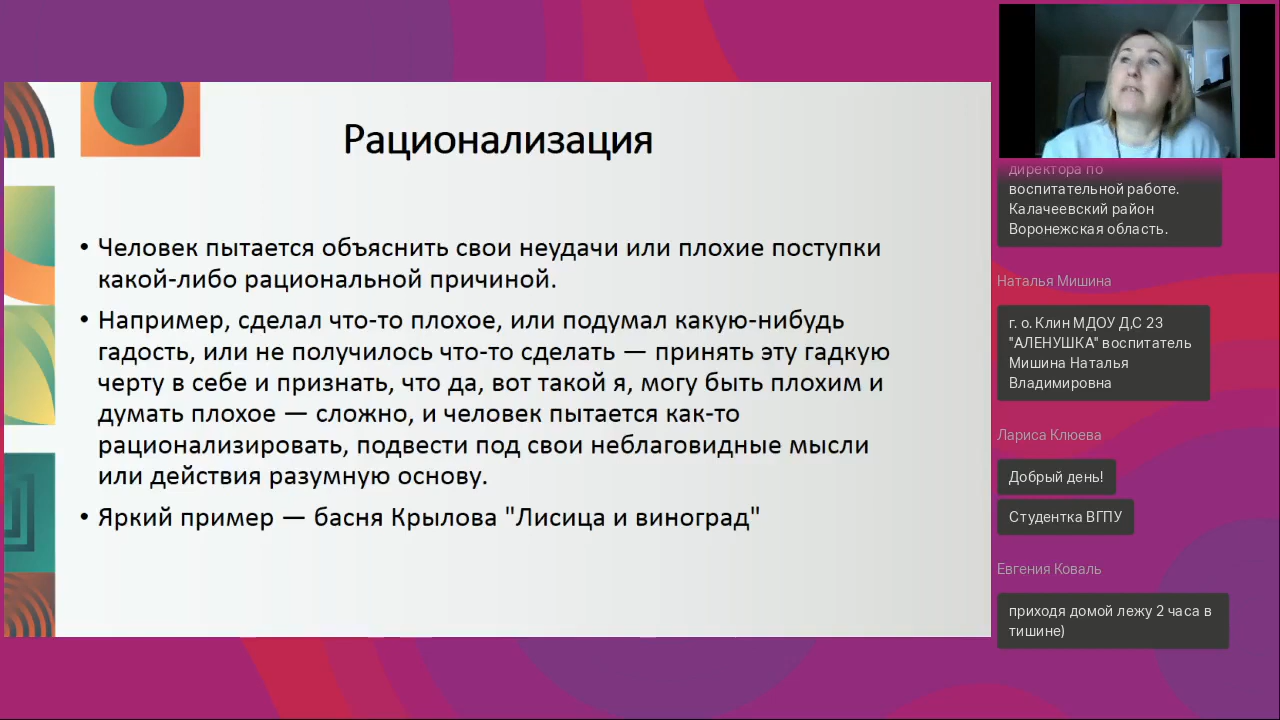 Рационализация
• Человек пытается объяснить свои неудачи или плохие поступки
какой-либо рациональной причиной.
• Например, сделал что-то плохое, или подумал какую-нибудь
гадость, или не получилось что-то сделать — принять эту гадкую
черту в себе и признать, что да, вот такой я, могу быть плохим и
думать плохое — сложно, и человек пытается как-то
рационализировать, подвести под свои неблаговидные мысли
или действия разумную основу.
• Яркий пример — басня Крылова "Лисица и виноград"
директора по
воспитательной работе.
Калачеевский район
Воронежская область.
Наталья Мишина
г. о. Клин МДОУ Д,С 23
"АЛЕНУШКА" воспитатель
Мишина Наталья
Владимировна
Лариса Клюева
Добрый день!
Студентка ВГПУ
Евгения Коваль
приходя домой лежу 2 часа в
тишине)